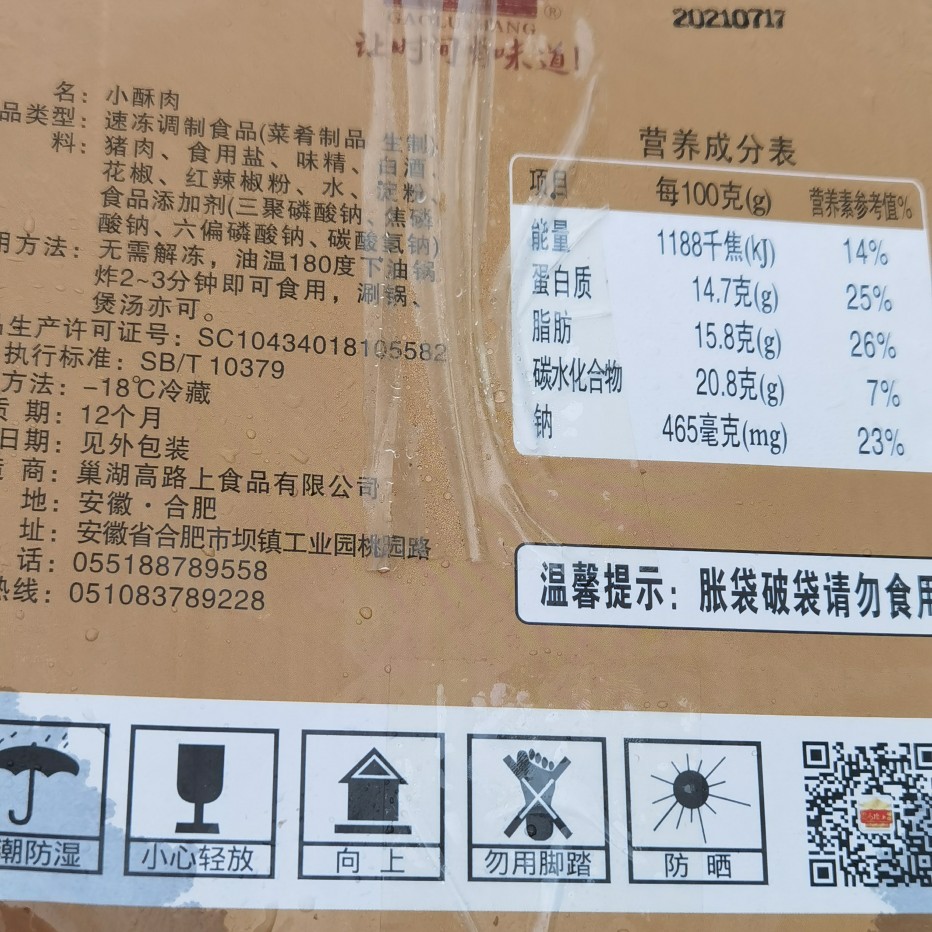 20210717
让时间 味道!
名：小酥肉
品类型：速冻调制食品(菜肴制品 生制)
料：猪肉、食用盐、味精、白酒、
花椒、红辣椒粉、水、淀粉、
食品添加剂(三聚磷酸钠、焦磷
酸钠、六偏磷酸钠、碳酸氢钠)
用方法：无需解冻，油温180度下油锅
炸2~3分钟即可食用，涮锅、
煲汤亦可。
生产许可证号：SC10434018105582
执行标准：SB/T 10379
方法：-18℃冷藏
质 期：12个月
日期：见外包装
商：巢湖高路上食品有限公司
地：安徽·合肥
址：安徽省合肥市坝镇工业园桃园路
话：055188789558
热线：051083789228
营养成分表
项目 每100克(g) 营养素参考值%
能量 1188千焦(kJ) 14%
蛋白质 14.7克(g) 25%
脂肪 15.8克(g) 26%
碳水化合物 20.8克(g) 7%
钠 465毫克(mg) 23%
温馨提示：胀袋破袋请勿食用
潮防湿
小心轻放
向 上
勿用脚踏
防 晒